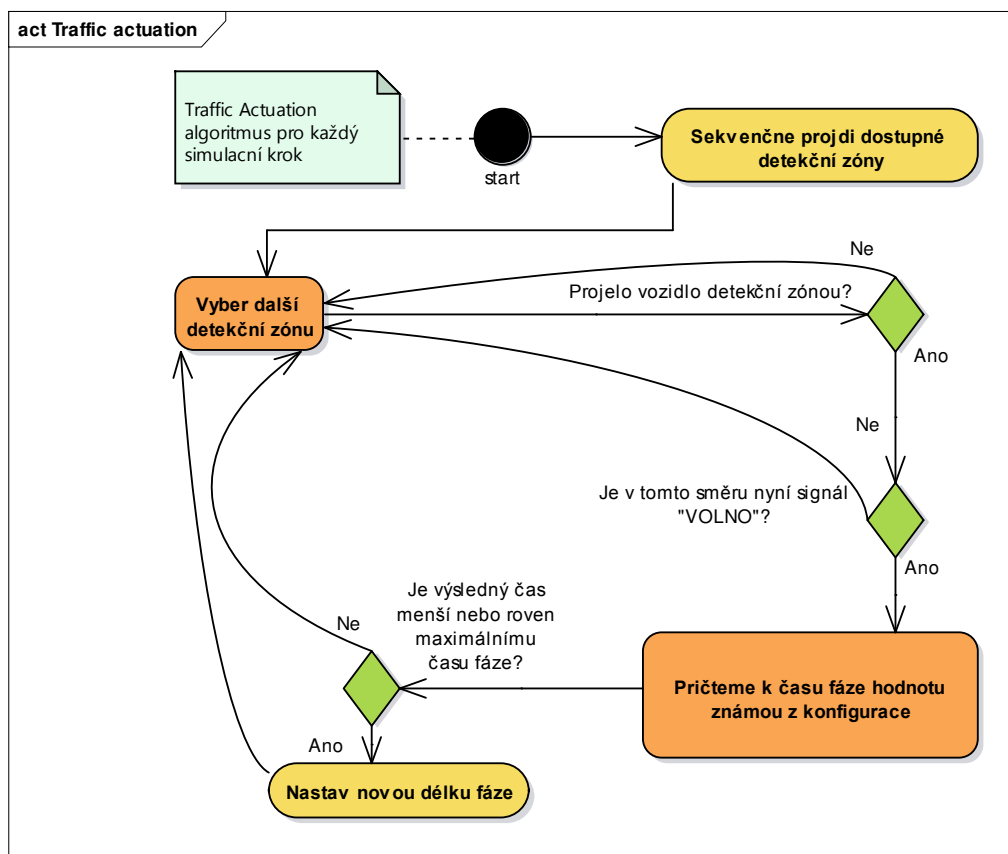 act Traffic actuation
Traffic Actuation
algoritmus pro každý
simulacní krok
start
Sekvenčne projdi dostupné
detekční zóny
Ne
Vyber další
detekční zónu
Projelo vozidlo detekční zónou?
Ano
Ne
Je v tomto směru nyní signál
"VOLNO"?
Ano
Je výsledný čas
menší nebo roven
maximálnímu
času fáze?
Ne
Pričteme k času fáze hodnotu
známou z konfigurace
Ano
Nastav novou délku fáze